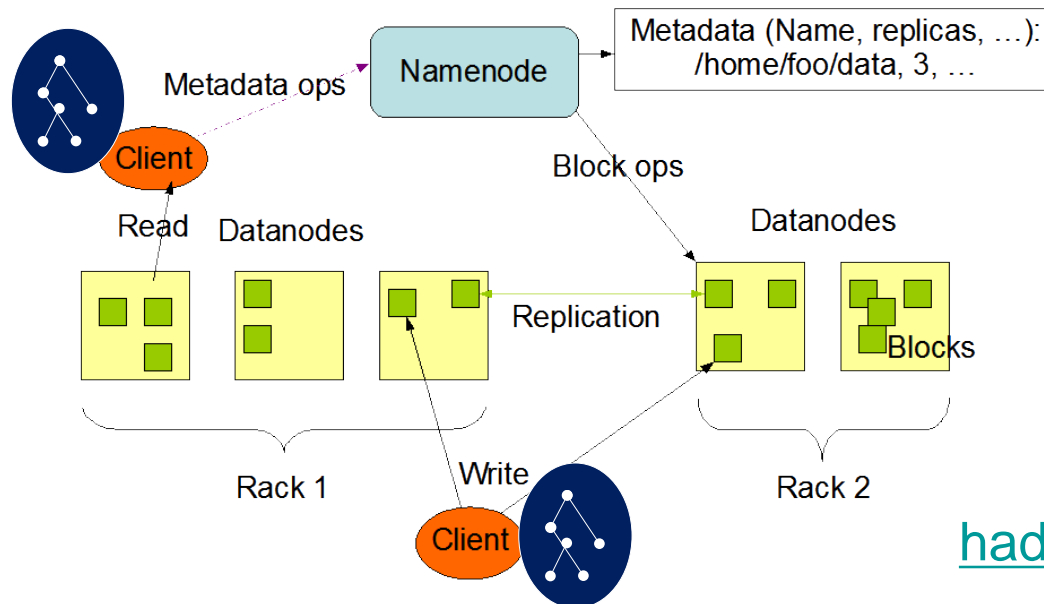 Metadata (Name, replicas, …):
/home/foo/data, 3, …
Namenode
Metadata ops
Client
Block ops
Read
Datanodes
Datanodes
Replication
Blocks
Rack 1
Write
Rack 2
Client
had